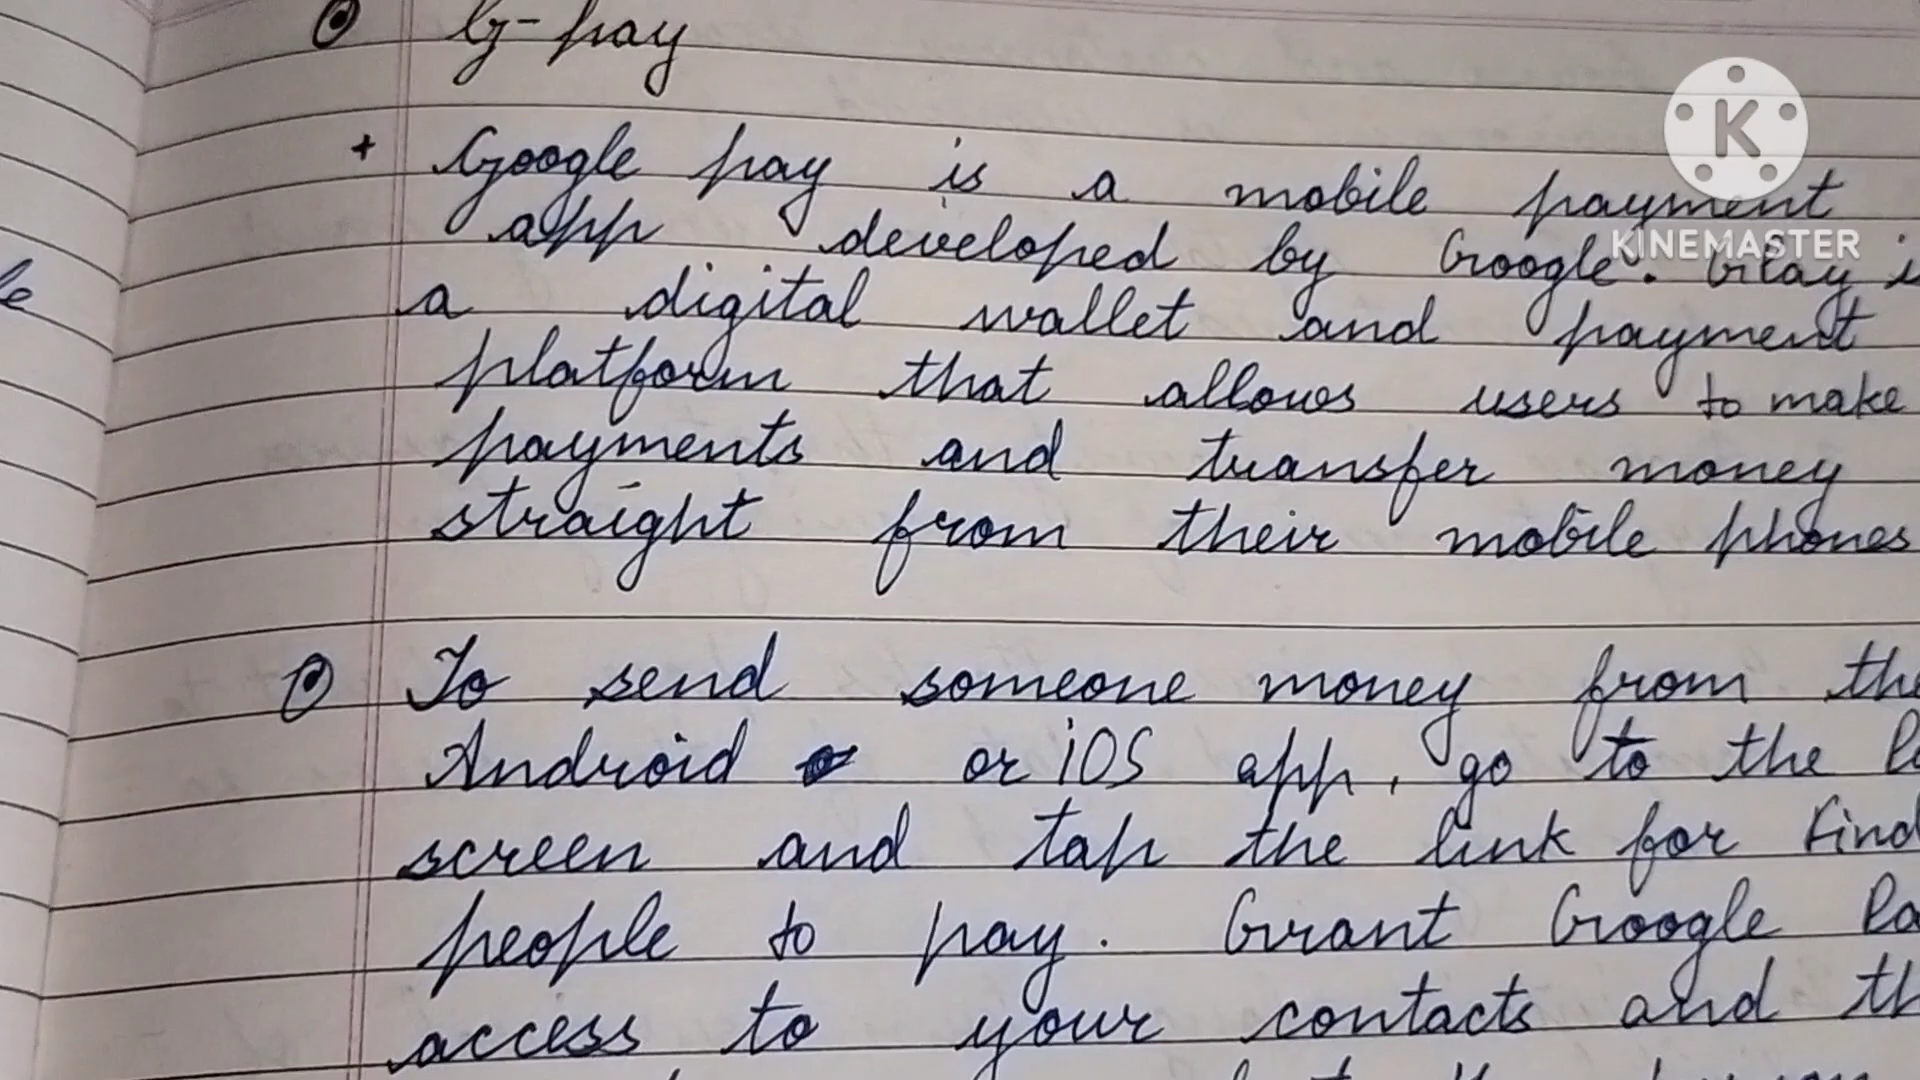 G-pay
+ Google pay is a mobile payment
app developed by Google. GPay is
a digital wallet and payment
platform that allows users to make
payments and transfer money
straight from their mobile phones
To send someone money from the
Android or iOS app, go to the
screen and tap the link for Find
people to pay. Grant Google
access to your contacts and
K
KINEMASTER